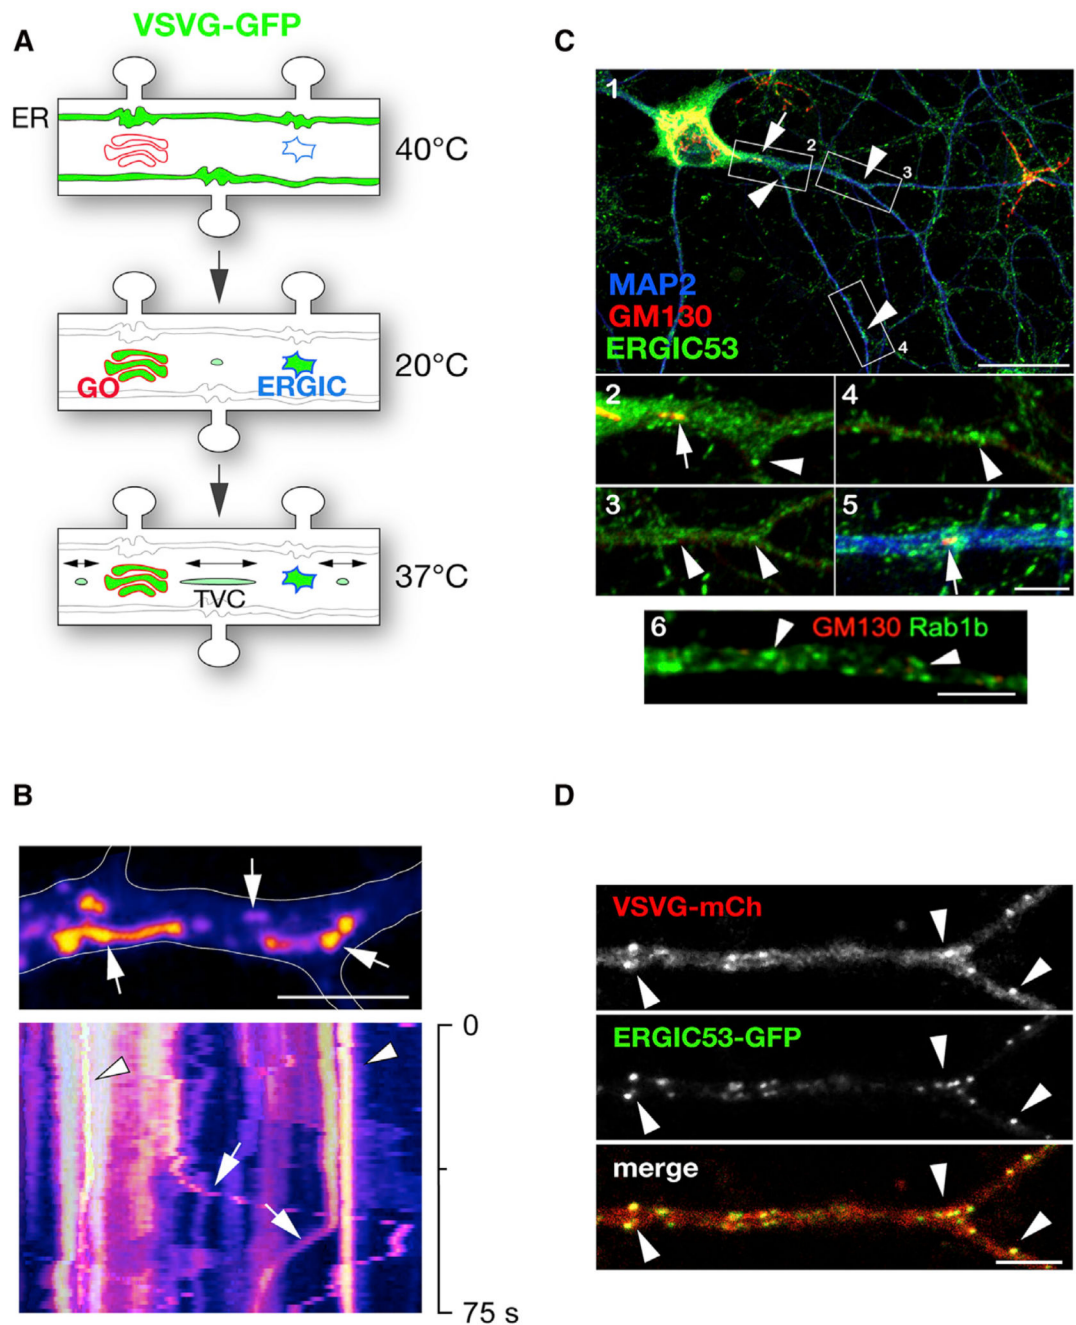 A
VSVG-GFP
ER
40°C
GO
ERGIC
20°C
TVC
37°C
B
0
75 s
C
1
2
3
4
MAP2
GM130
ERGIC53
2
4
3
5
6
GM130 Rab1b
D
VSVG-mCh
ERGIC53-GFP
merge